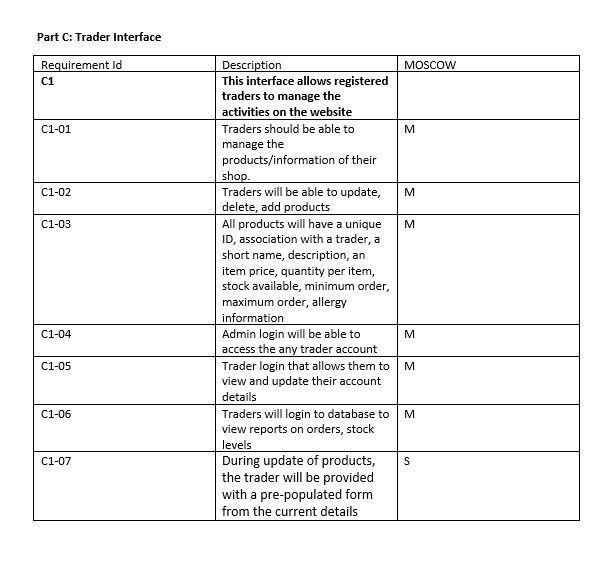 Part C: Trader Interface
Requirement Id Description MOSCOW
C1 This interface allows registered
traders to manage the
activities on the website
C1-01 Traders should be able to M
manage the
products/information of their
shop.
C1-02 Traders will be able to update, M
delete, add products
C1-03 All products will have a unique M
ID, association with a trader, a
short name, description, an
item price, quantity per item,
stock available, minimum order,
maximum order, allergy
information
C1-04 Admin login will be able to M
access the any trader account
C1-05 Trader login that allows them to M
view and update their account
details
C1-06 Traders will login to database to M
view reports on orders, stock
levels
C1-07 During update of products, S
the trader will be provided
with a pre-populated form
from the current details